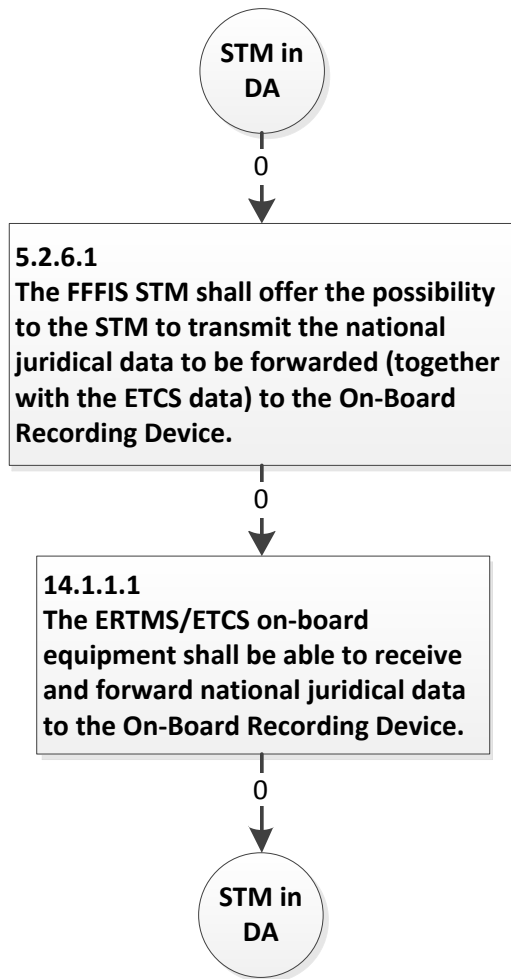 STM in
DA
0
5.2.6.1
The FFFIS STM shall offer the possibility
to the STM to transmit the national
juridical data to be forwarded (together
with the ETCS data) to the On-Board
Recording Device.
0
14.1.1.1
The ERTMS/ETCS on-board
equipment shall be able to receive
and forward national juridical data
to the On-Board Recording Device.
0
STM in
DA